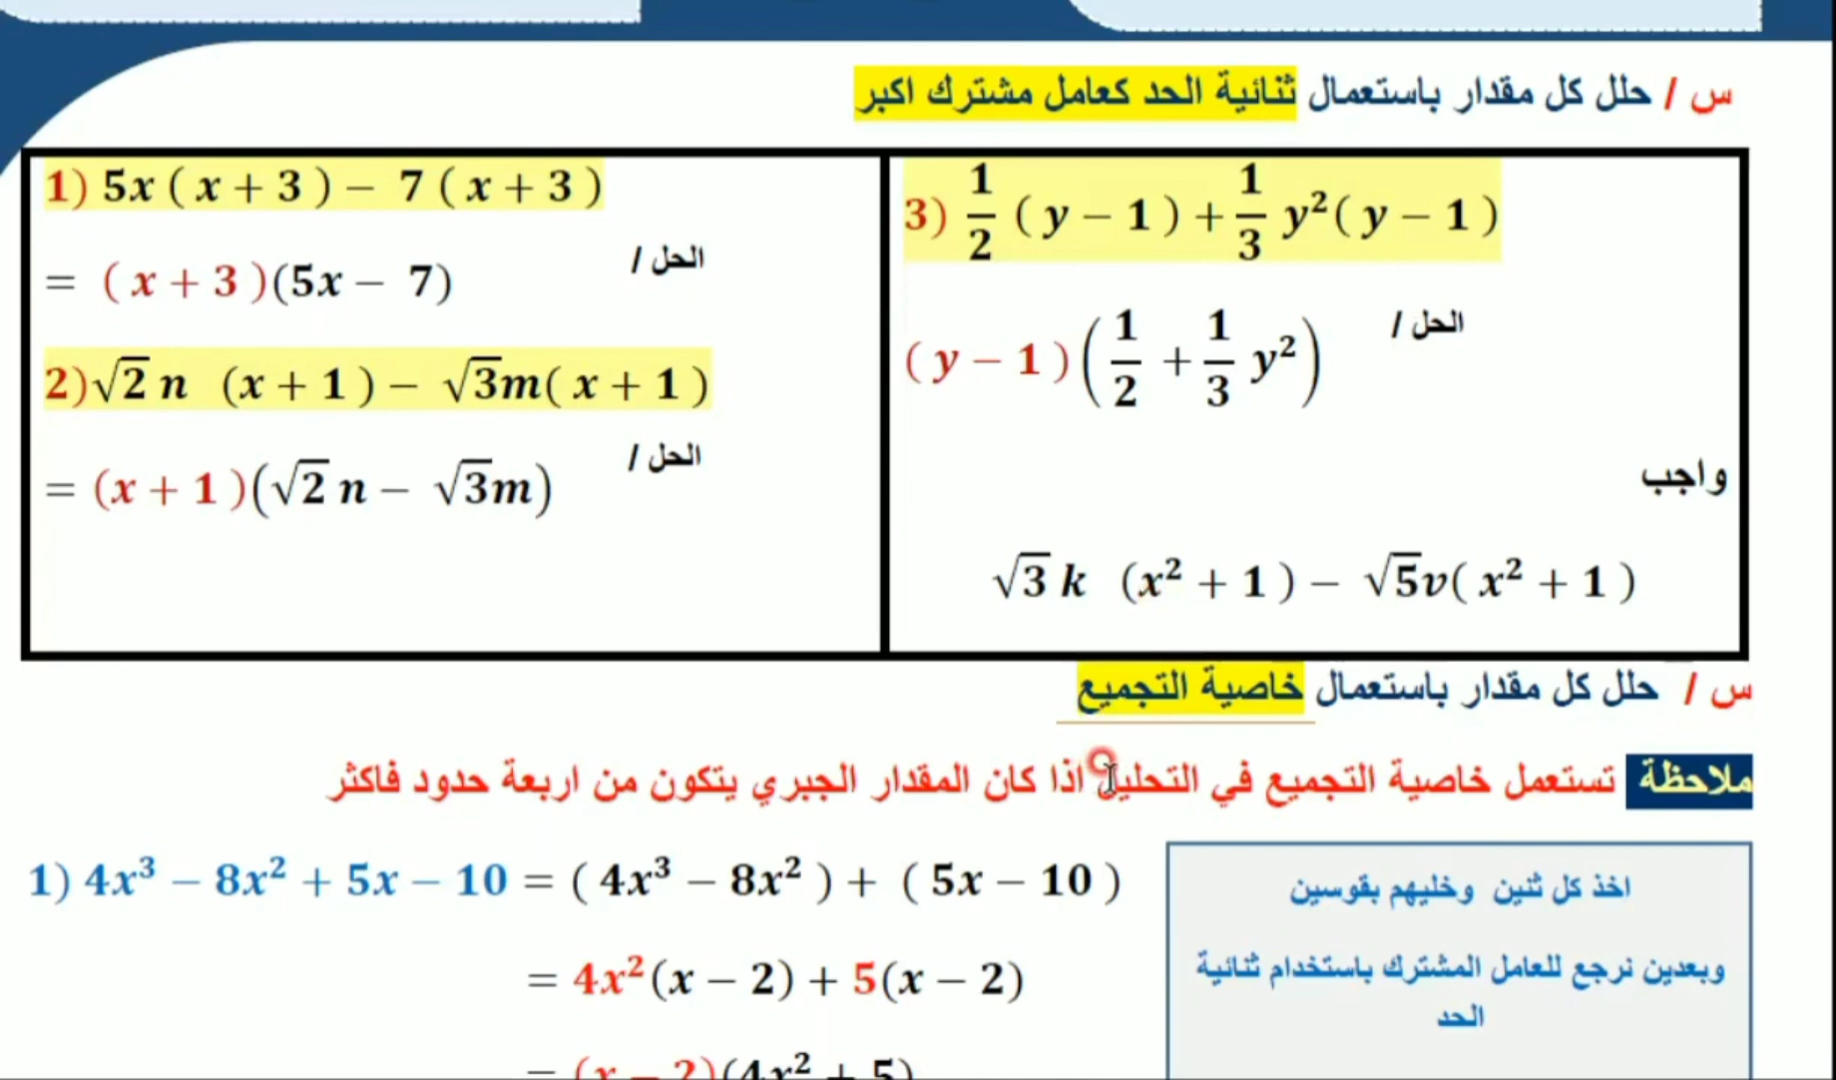 س / حلل كل مقدار باستعمال ثنائية الحد كعامل مشترك اكبر
1) 5x ( x + 3 ) − 7 ( x + 3 )
الحل /
= ( x + 3 )(5x − 7)
2)√2 n (x + 1 ) − √3m( x + 1 )
الحل /
= (x + 1 )(√2 n − √3m)
3) 1/2 ( y − 1 ) + 1/3 y²( y − 1 )
الحل /
( y − 1 )(1/2 + 1/3 y²)
واجب
√3 k (x² + 1 ) − √5v( x² + 1 )
س / حلل كل مقدار باستعمال خاصية التجميع
ملاحظة تستعمل خاصية التجميع في التحليل اذا كان المقدار الجبري يتكون من اربعة حدود فاكثر
1) 4x³ − 8x² + 5x − 10 = ( 4x³ − 8x² ) + ( 5x − 10 )
= 4x²(x − 2) + 5(x − 2)
= (x − 2)(4x² + 5)
اخذ كل ثنين وخليهم بقوسين
وبعدين نرجع للعامل المشترك باستخدام ثنائية
الحد